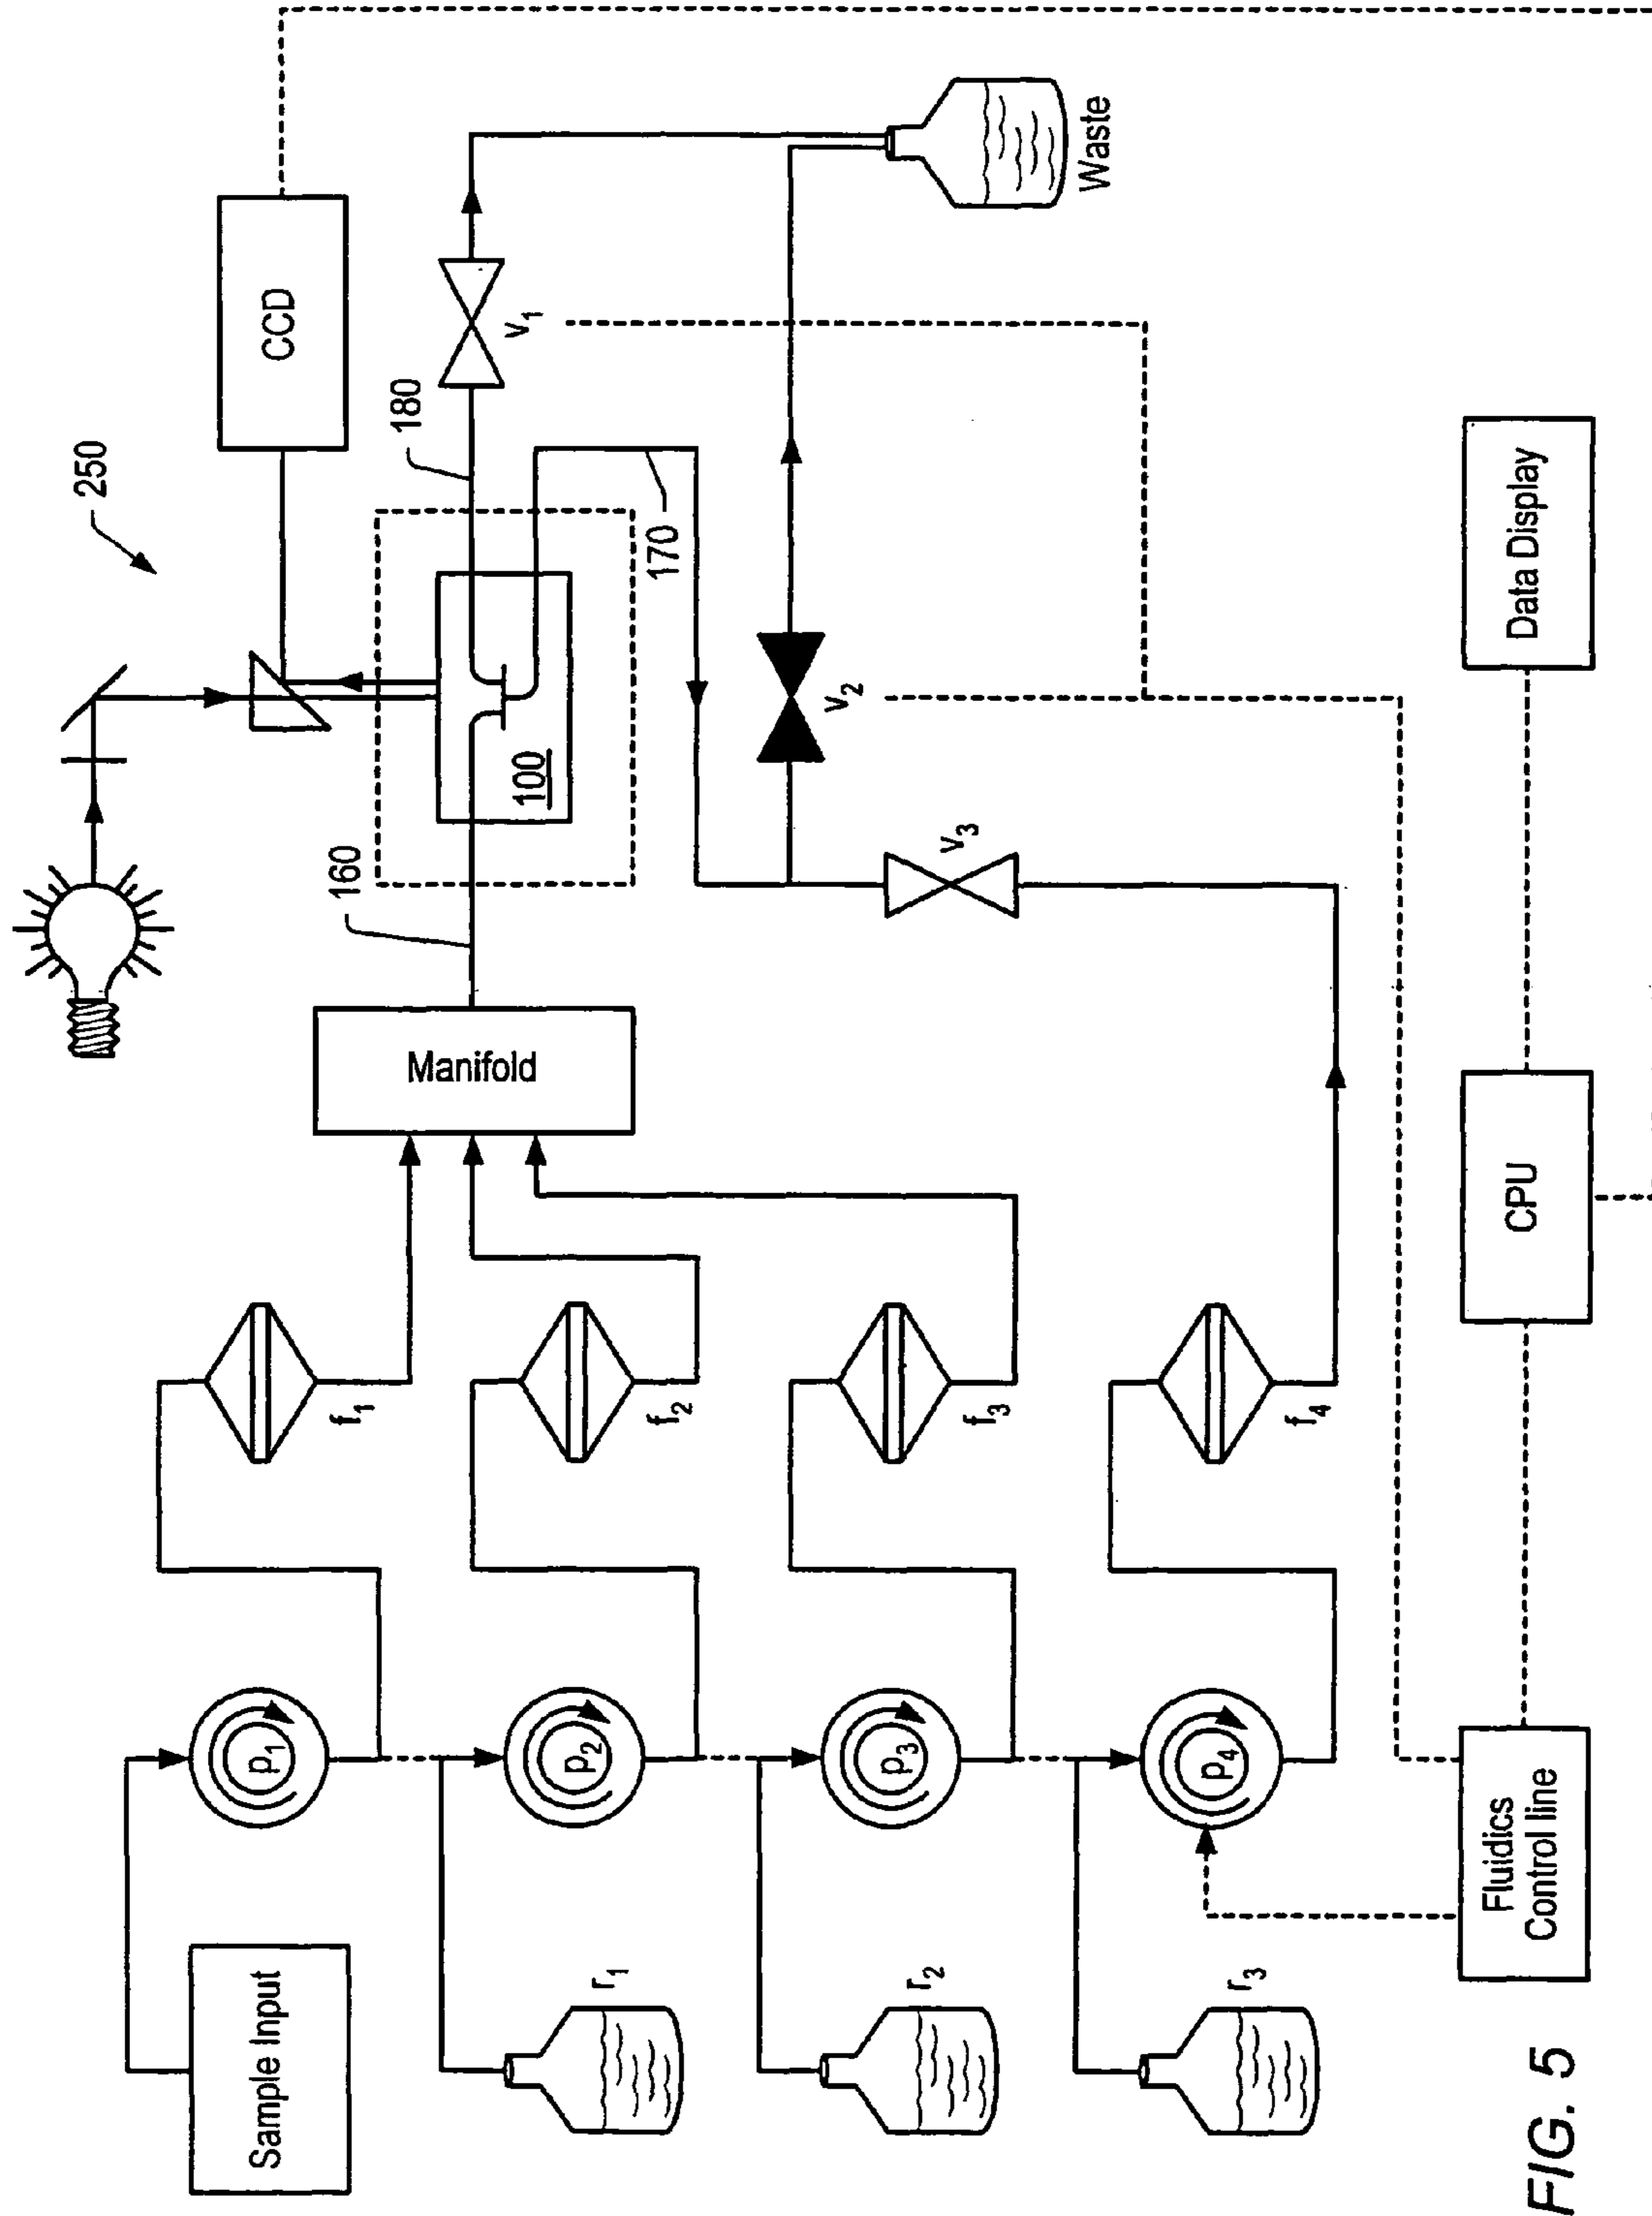 250
CCD
180
v1
160
100
170
Manifold
v2
v3
Waste
f1
f2
f3
f4
p1
p2
p3
p4
Sample Input
r1
r2
r3
Fluidics
Control line
CPU
Data Display
FIG. 5